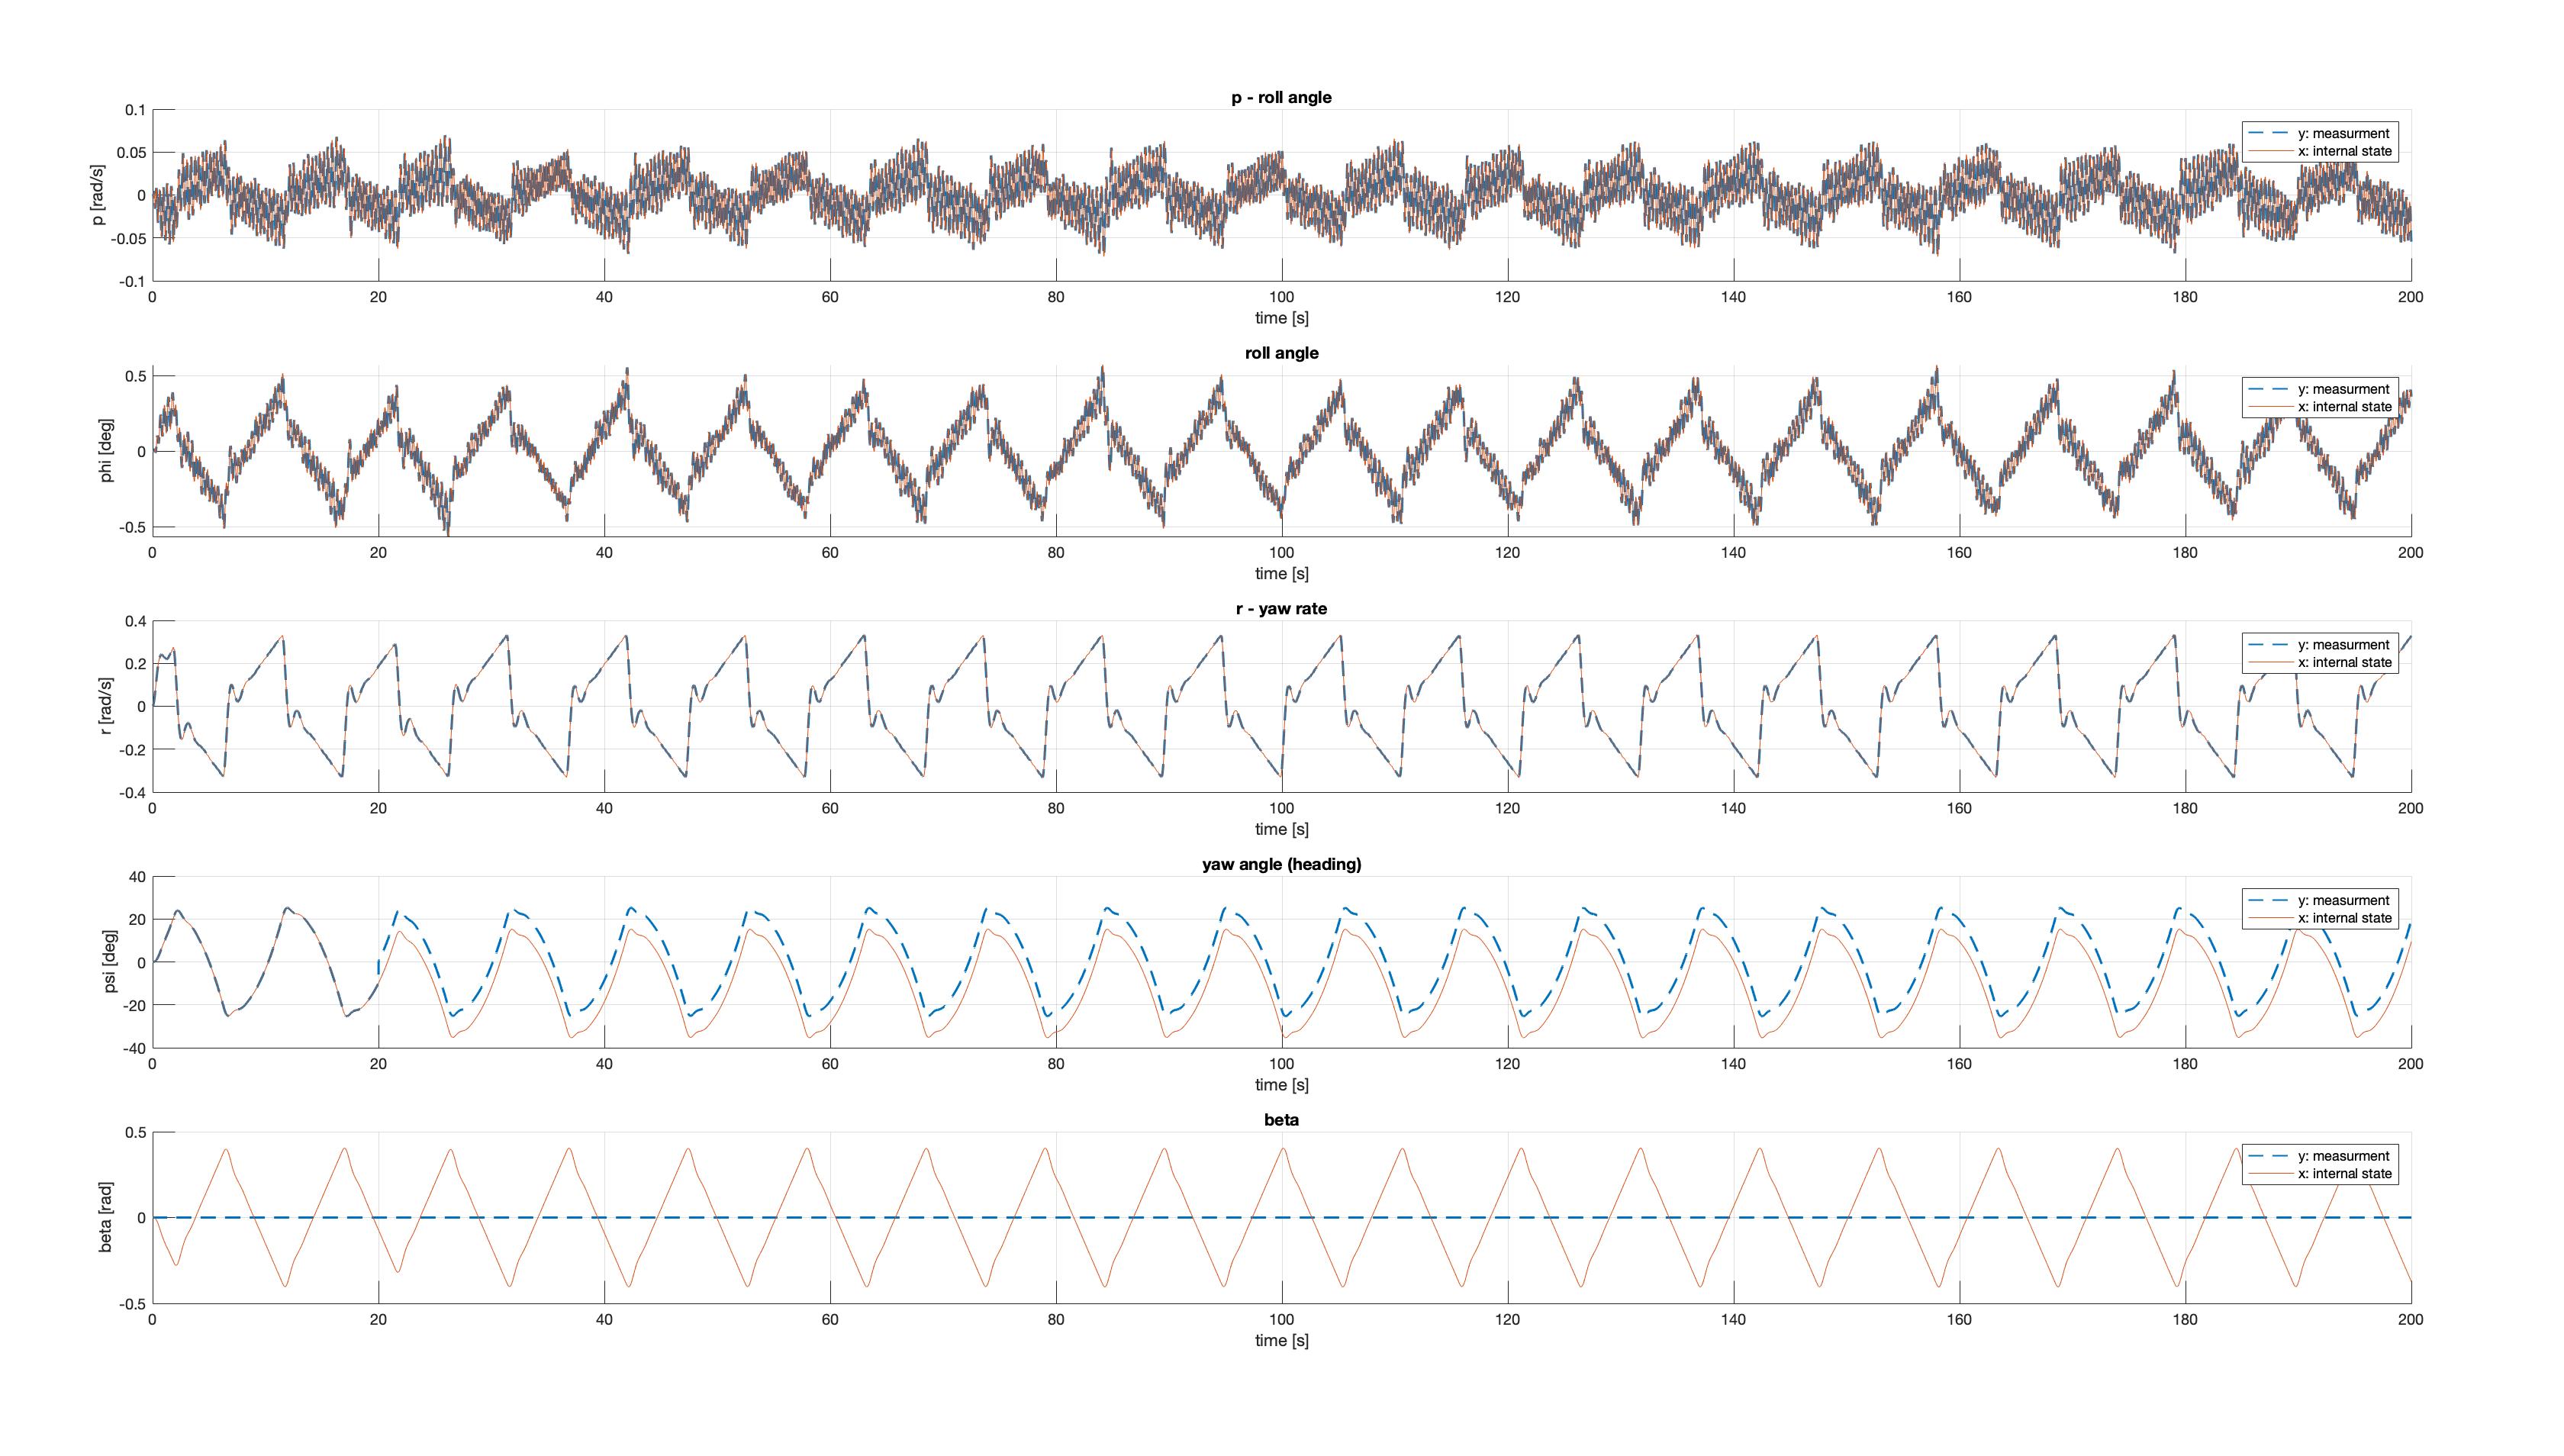 p - roll angle
0.1
0.05
0
-0.05
-0.1
p [rad/s]
y: measurment
x: internal state
0 20 40 60 80 100 120 140 160 180 200
time [s]
roll angle
0.5
0
-0.5
phi [deg]
y: measurment
x: internal state
0 20 40 60 80 100 120 140 160 180 200
time [s]
r - yaw rate
0.4
0.2
0
-0.2
-0.4
r [rad/s]
y: measurment
x: internal state
0 20 40 60 80 100 120 140 160 180 200
time [s]
yaw angle (heading)
40
20
0
-20
-40
psi [deg]
y: measurment
x: internal state
0 20 40 60 80 100 120 140 160 180 200
time [s]
beta
0.5
0
-0.5
beta [rad]
y: measurment
x: internal state
0 20 40 60 80 100 120 140 160 180 200
time [s]